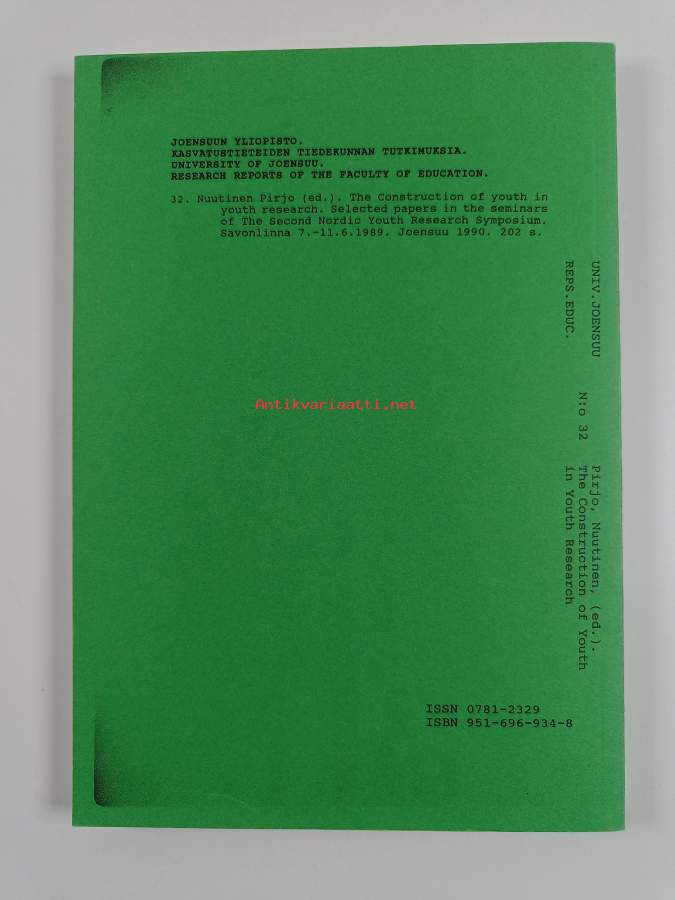 JOENSUUN YLIOPISTO.
KASVATUSTIETEIDEN TIEDEKUNNAN TUTKIMUKSIA.
UNIVERSITY OF JOENSUU.
RESEARCH REPORTS OF THE FACULTY OF EDUCATION.
32. Nuutinen Pirjo (ed.). The Construction of youth in
youth research. Selected papers in the seminars
of The Second Nordic Youth Research Symposium.
Savonlinna 7.-11.6.1989. Joensuu 1990. 202 s.
UNIV.JOENSUU
REPS.EDUC.
N:o 32
Pirjo, Nuutinen, (ed.).
The Construction of Youth
in Youth Research
Antikvariaatti.net
ISSN 0781-2329
ISBN 951-696-934-8